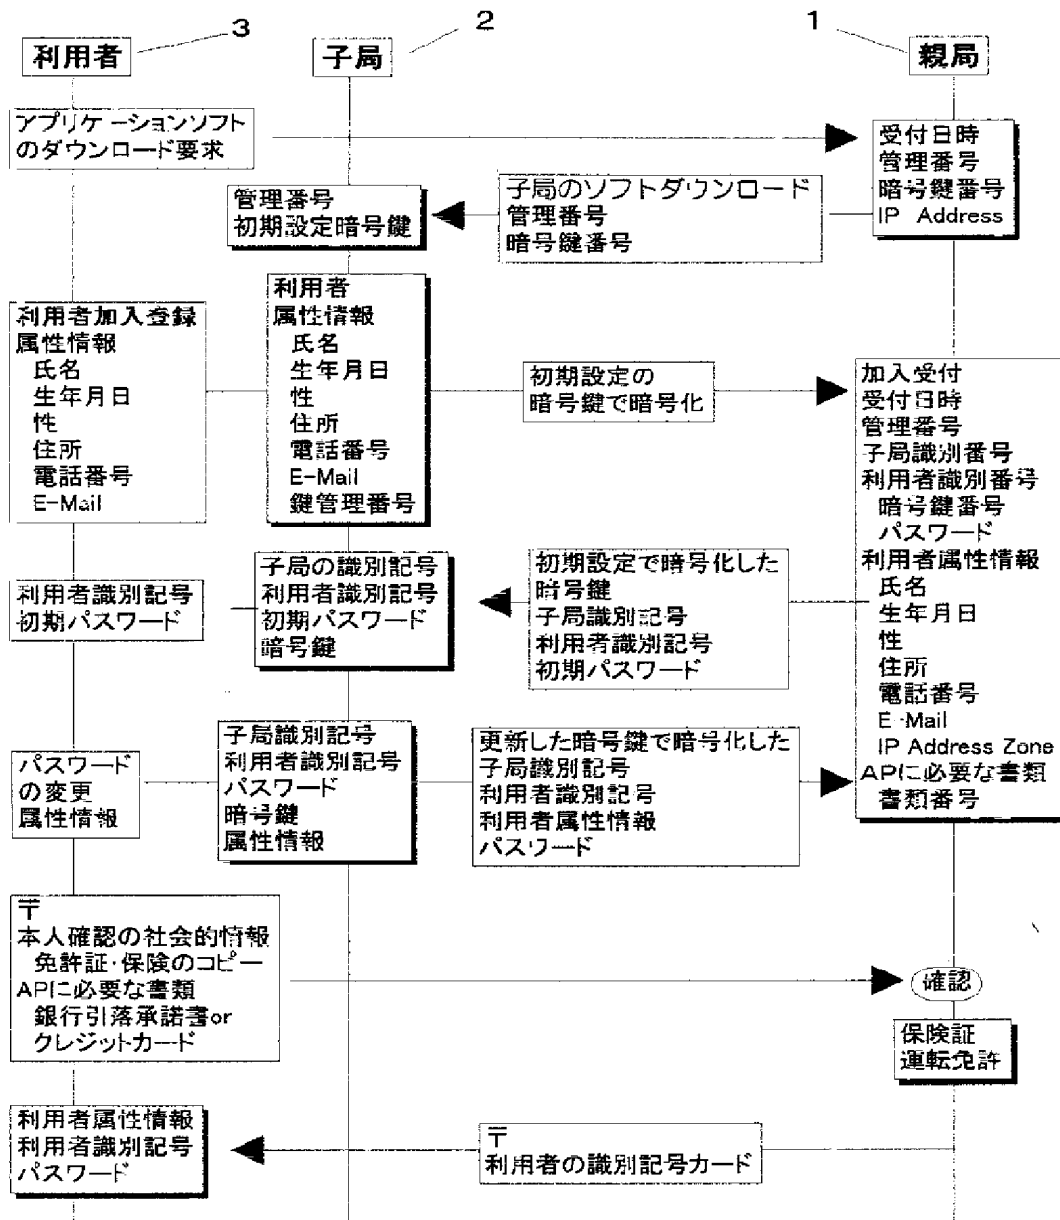 3
2
1
利用者
子局
親局
アプリケーションソフト
のダウンロード要求
受付日時
管理番号
暗号鍵番号
IP Address
子局のソフトダウンロード
管理番号
暗号鍵番号
管理番号
初期設定暗号鍵
利用者加入登録
属性情報
氏名
生年月日
性
住所
電話番号
E-Mail
利用者
属性情報
氏名
生年月日
性
住所
電話番号
E-Mail
鍵管理番号
初期設定の
暗号鍵で暗号化
加入受付
受付日時
管理番号
子局識別番号
利用者識別番号
暗号鍵番号
パスワード
利用者属性情報
氏名
生年月日
性
住所
電話番号
E-Mail
IP Address Zone
APに必要な書類
書類番号
初期設定で暗号化した
暗号鍵
子局識別記号
利用者識別記号
初期パスワード
子局の識別記号
利用者識別記号
初期パスワード
暗号鍵
利用者識別記号
初期パスワード
パスワード
の変更
属性情報
子局識別記号
利用者識別記号
パスワード
暗号鍵
属性情報
更新した暗号鍵で暗号化した
子局識別記号
利用者識別記号
利用者属性情報
パスワード
〒
本人確認の社会的情報
免許証・保険のコピー
APに必要な書類
銀行引落承諾書or
クレジットカード
確認
保険証
運転免許
〒
利用者の識別記号カード
利用者属性情報
利用者識別記号
パスワード